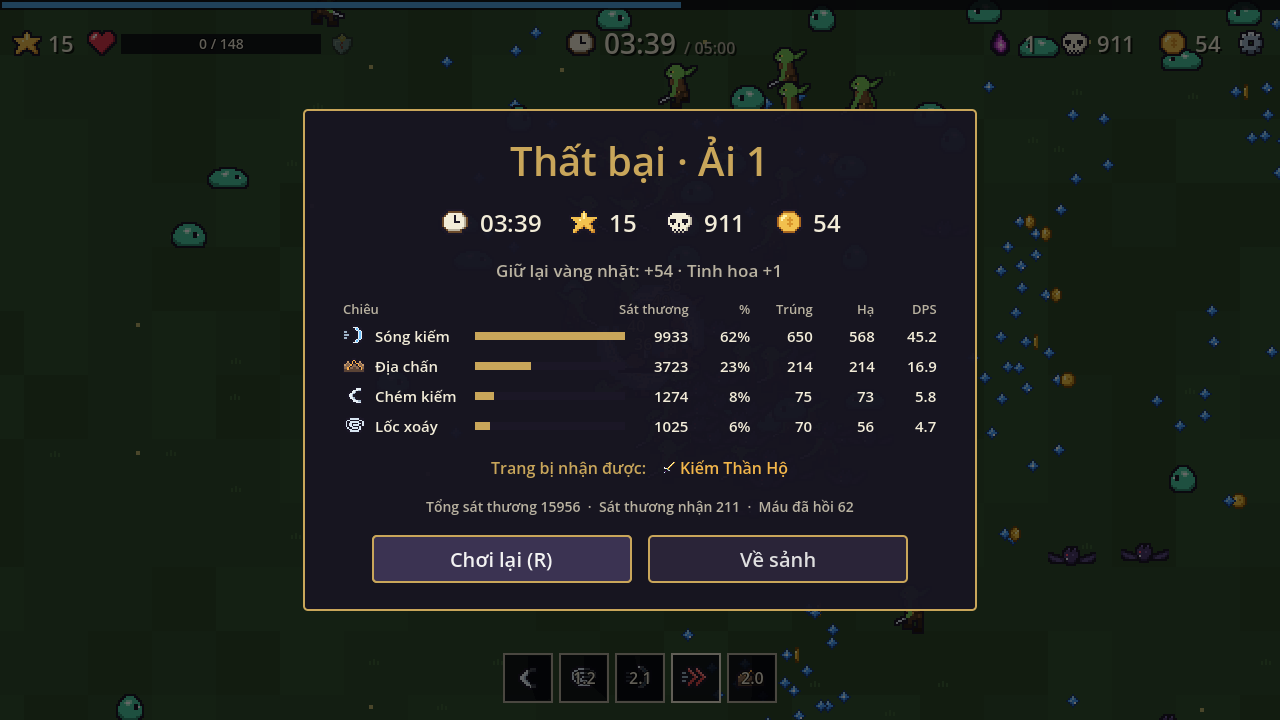 15 0 / 148 03:39 / 05:00 1 911 54
Thất bại · Ải 1
03:39 15 911 54
Giữ lại vàng nhặt: +54 · Tinh hoa +1
Chiêu Sát thương % Trúng Hạ DPS
Sóng kiếm 9933 62% 650 568 45.2
Địa chấn 3723 23% 214 214 16.9
Chém kiếm 1274 8% 75 73 5.8
Lốc xoáy 1025 6% 70 56 4.7
Trang bị nhận được: Kiếm Thần Hộ
Tổng sát thương 15956 · Sát thương nhận 211 · Máu đã hồi 62
Chơi lại (R) Về sảnh
1.2 2.1 2.0